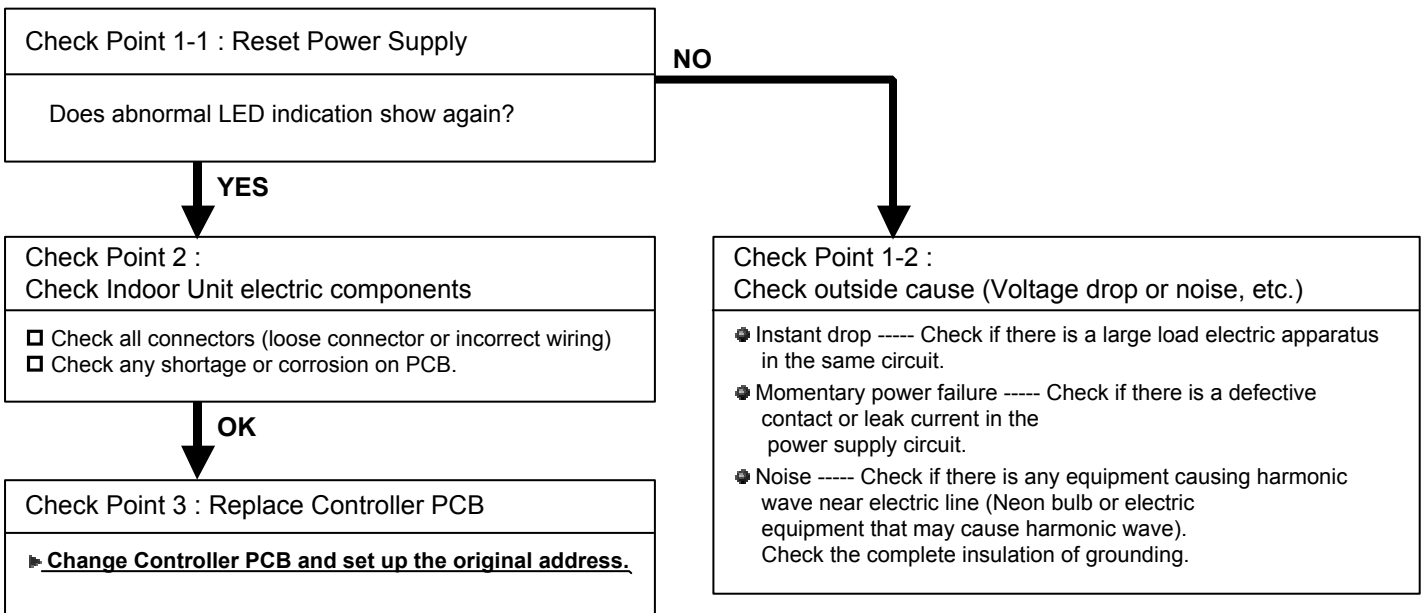 Check Point 1-1 : Reset Power Supply
Does abnormal LED indication show again?
NO
YES
Check Point 2 :
Check Indoor Unit electric components
Check all connectors (loose connector or incorrect wiring)
Check any shortage or corrosion on PCB.
OK
Check Point 3 : Replace Controller PCB
Change Controller PCB and set up the original address.
Check Point 1-2 :
Check outside cause (Voltage drop or noise, etc.)
Instant drop ----- Check if there is a large load electric apparatus
in the same circuit.
Momentary power failure ----- Check if there is a defective
contact or leak current in the
power supply circuit.
Noise ----- Check if there is any equipment causing harmonic
wave near electric line (Neon bulb or electric
equipment that may cause harmonic wave).
Check the complete insulation of grounding.